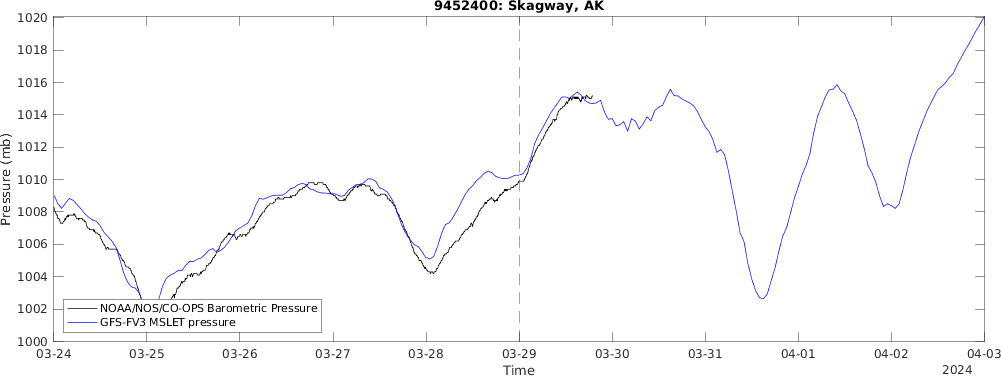 9452400: Skagway, AK
1020
1018
1016
1014
1012
1010
1008
1006
1004
1002
1000
Pressure (mb)
NOAA/NOS/CO-OPS Barometric Pressure
GFS-FV3 MSLET pressure
03-24 03-25 03-26 03-27 03-28 03-29 03-30 03-31 04-01 04-02 04-03
Time
2024